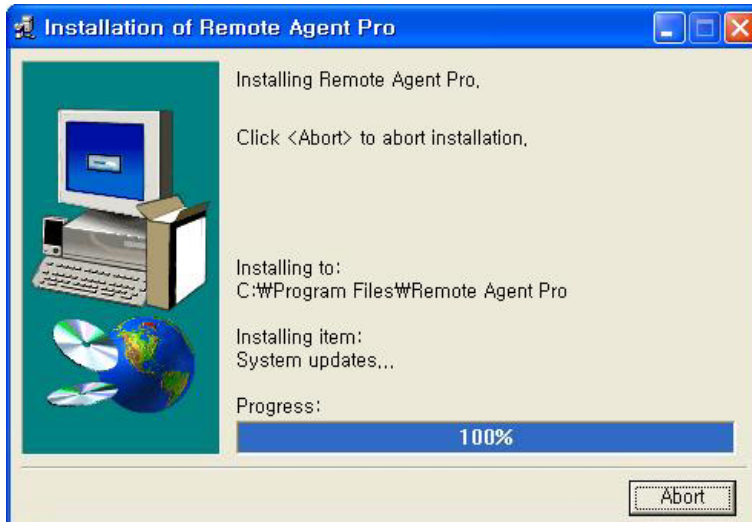 Installation of Remote Agent Pro
Installing Remote Agent Pro,
Click <Abort> to abort installation,
Installing to:
C:₩Program Files₩Remote Agent Pro
Installing item:
System updates,,,
Progress:
100%
Abort